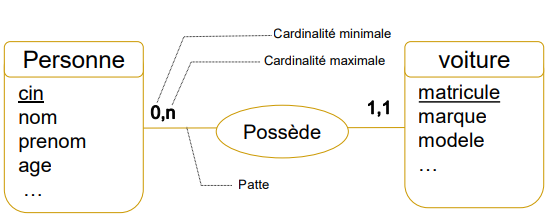 Cardinalité minimale
Cardinalité maximale
Personne
cin
nom
prenom
age
...
0,n
Possède
1,1
Patte
voiture
matricule
marque
modele
...